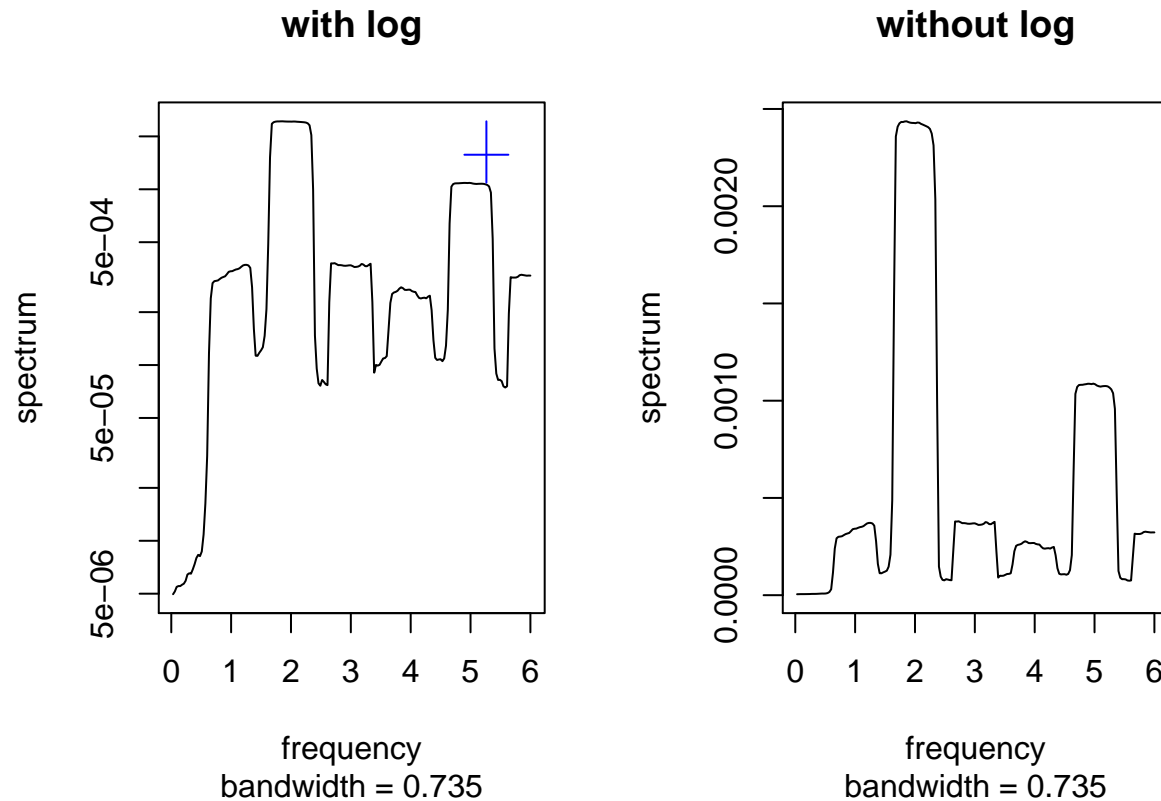 with log
spectrum
5e−04
5e−05
5e−06
0 1 2 3 4 5 6
frequency
bandwidth = 0.735
without log
spectrum
0.0020
0.0010
0.0000
0 1 2 3 4 5 6
frequency
bandwidth = 0.735